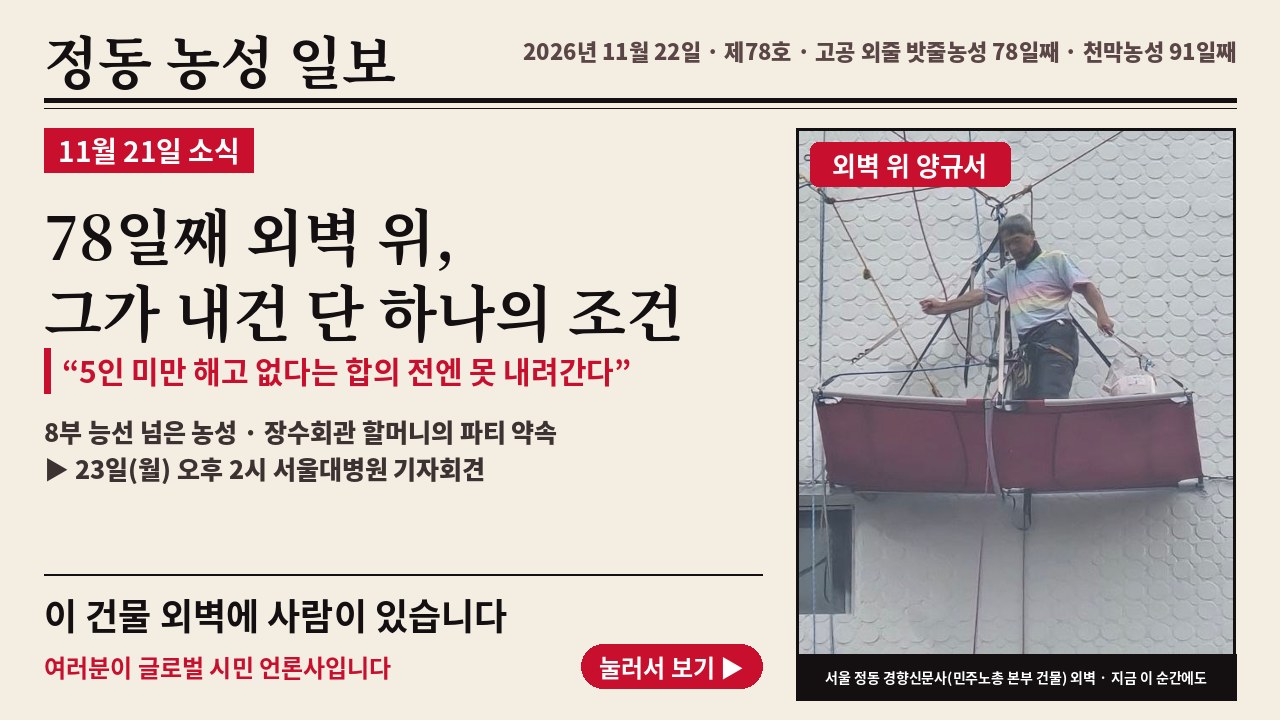 정동 농성 일보
2026년 11월 22일 · 제78호 · 고공 외줄 밧줄농성 78일째 · 천막농성 91일째
11월 21일 소식
78일째 외벽 위,
그가 내건 단 하나의 조건
“5인 미만 해고 없다는 합의 전엔 못 내려간다”
8부 능선 넘은 농성 · 장수회관 할머니의 파티 약속
▶ 23일(월) 오후 2시 서울대병원 기자회견
이 건물 외벽에 사람이 있습니다
여러분이 글로벌 시민 언론사입니다
눌러서 보기 ▶
외벽 위 양규서
서울 정동 경향신문사(민주노총 본부 건물) 외벽 · 지금 이 순간에도